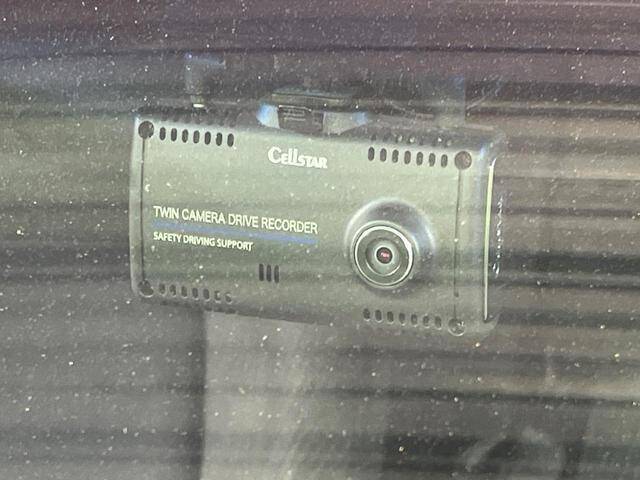 CELLSTAR
TWIN CAMERA DRIVE RECORDER
SAFETY DRIVING SUPPORT